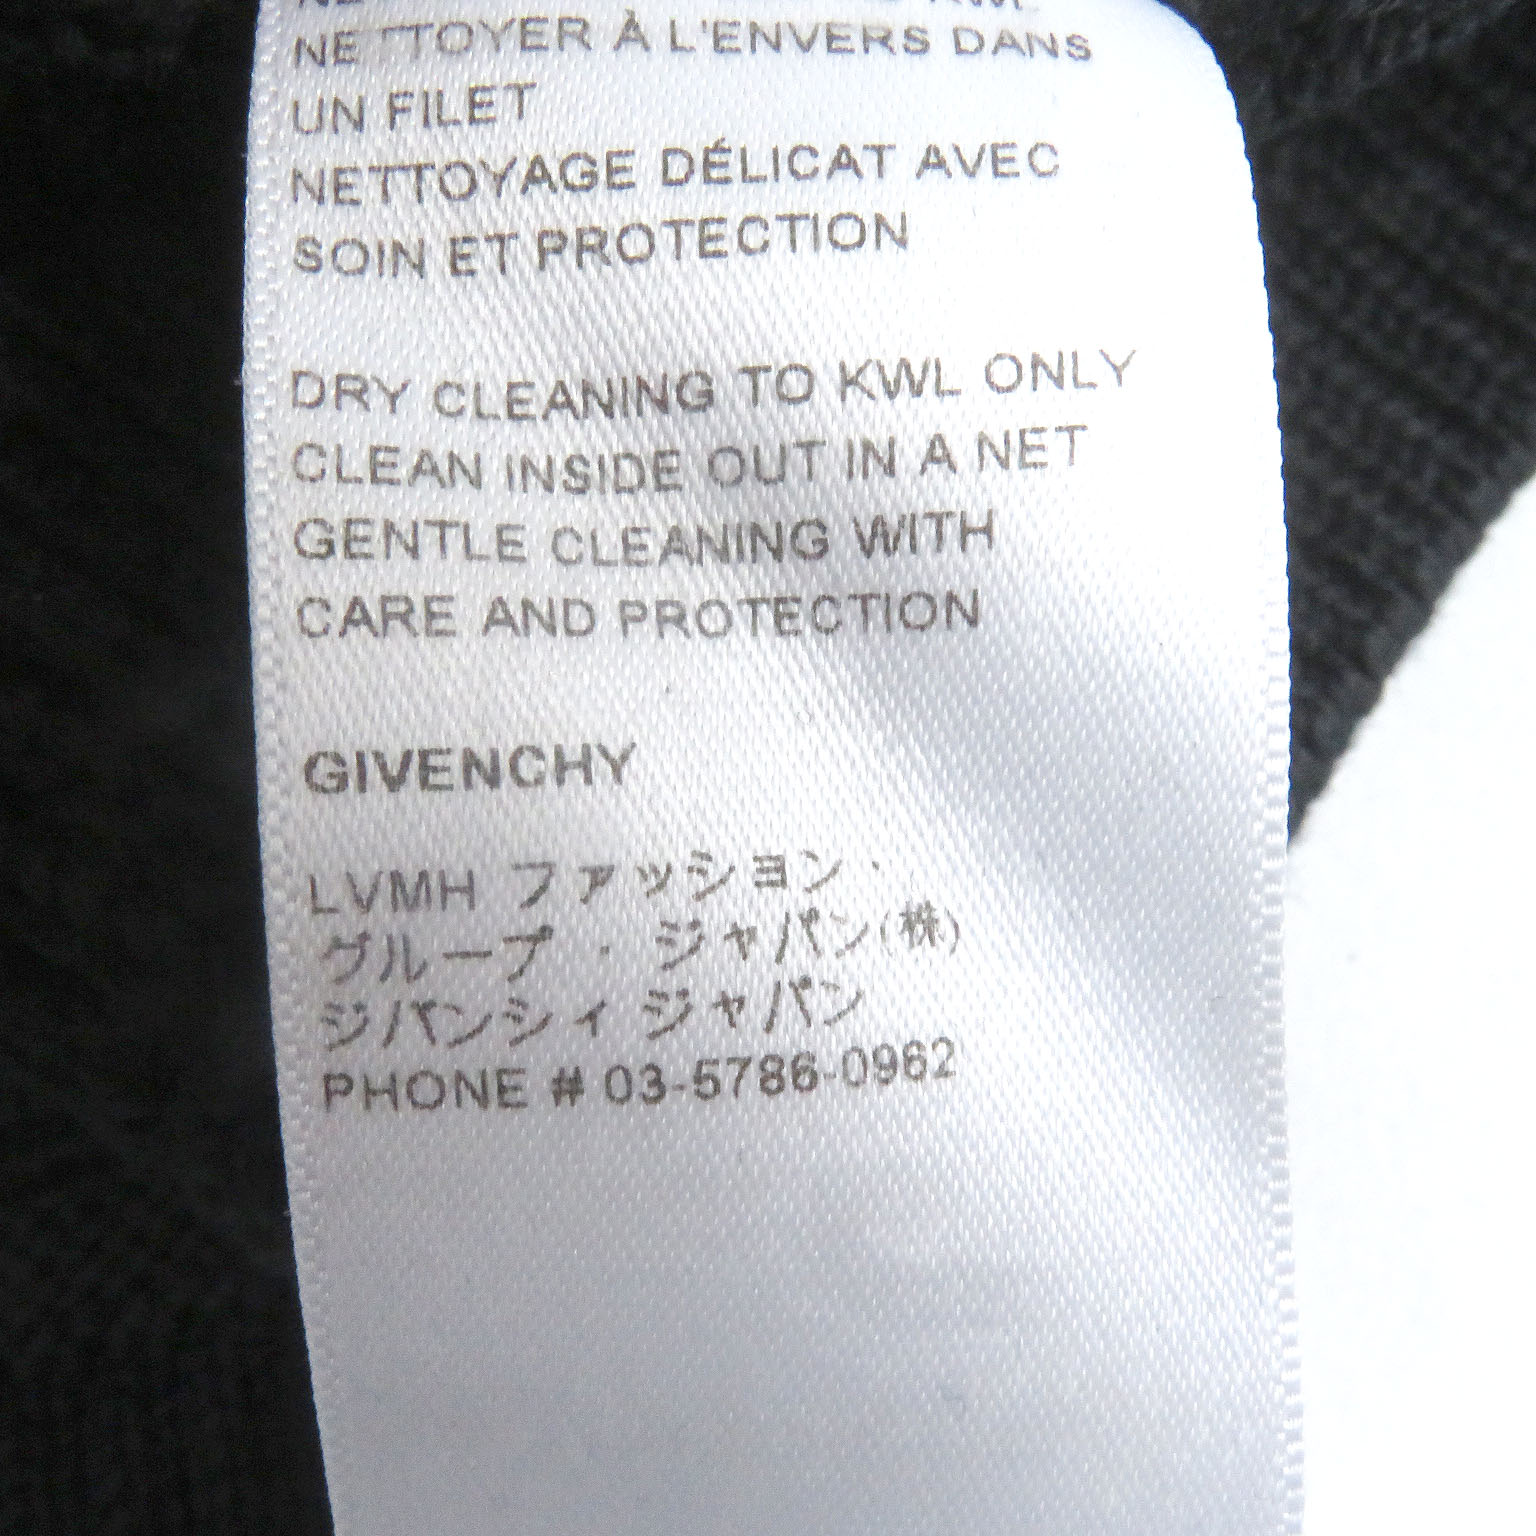 NETTOYER À L'ENVERS DANS
UN FILET
NETTOYAGE DÉLICAT AVEC
SOIN ET PROTECTION
DRY CLEANING TO KWL ONLY
CLEAN INSIDE OUT IN A NET
GENTLE CLEANING WITH
CARE AND PROTECTION
GIVENCHY
LVMH ファッション・
グループ・ジャパン(株)
ジバンシィ ジャパン
PHONE # 03-5786-0962